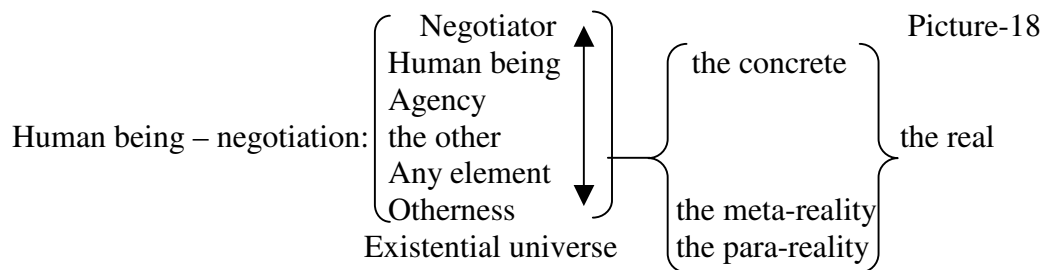 Negotiator Picture-18
Human being the concrete
Agency
Human being – negotiation: the other the real
Any element
Otherness the meta-reality
Existential universe the para-reality